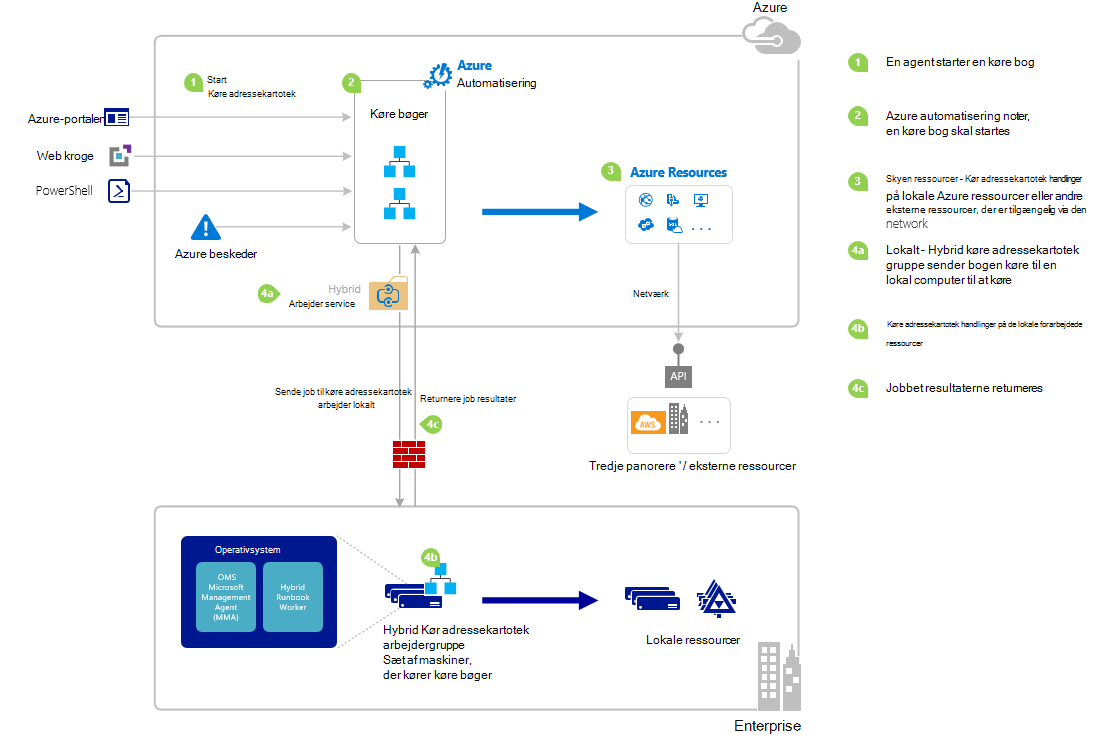 Azure
1
Start
Køre adressekartotek
2
Azure
Automatisering
Køre bøger
Azure-portalen
Web kroge
PowerShell
Azure beskeder
3
Azure Resources
. . .
4a
Hybrid
Arbejder service
Netværk
API
AWS
. . .
Tredje panorere '/ eksterne ressourcer
Sende job til køre adressekartotek
arbejder lokalt
Returnere job resultater
4c
Operativsystem
OMS
Microsoft
Management
Agent
(MMA)
Hybrid
Runbook
Worker
4b
Hybrid Kør adressekartotek
arbejdergruppe
Sæt af maskiner,
der kører køre bøger
Lokale ressourcer
Enterprise
1
En agent starter en køre bog
2
Azure automatisering noter,
en køre bog skal startes
3
Skyen ressourcer - Kør adressekartotek handlinger
på lokale Azure ressourcer eller andre
eksterne ressourcer, der er tilgængelig via den
network
4a
Lokalt - Hybrid køre adressekartotek
gruppe sender bogen køre til en
lokal computer til at køre
4b
Køre adressekartotek handlinger på de lokale forarbejdede
ressourcer
4c
Jobbet resultaterne returneres